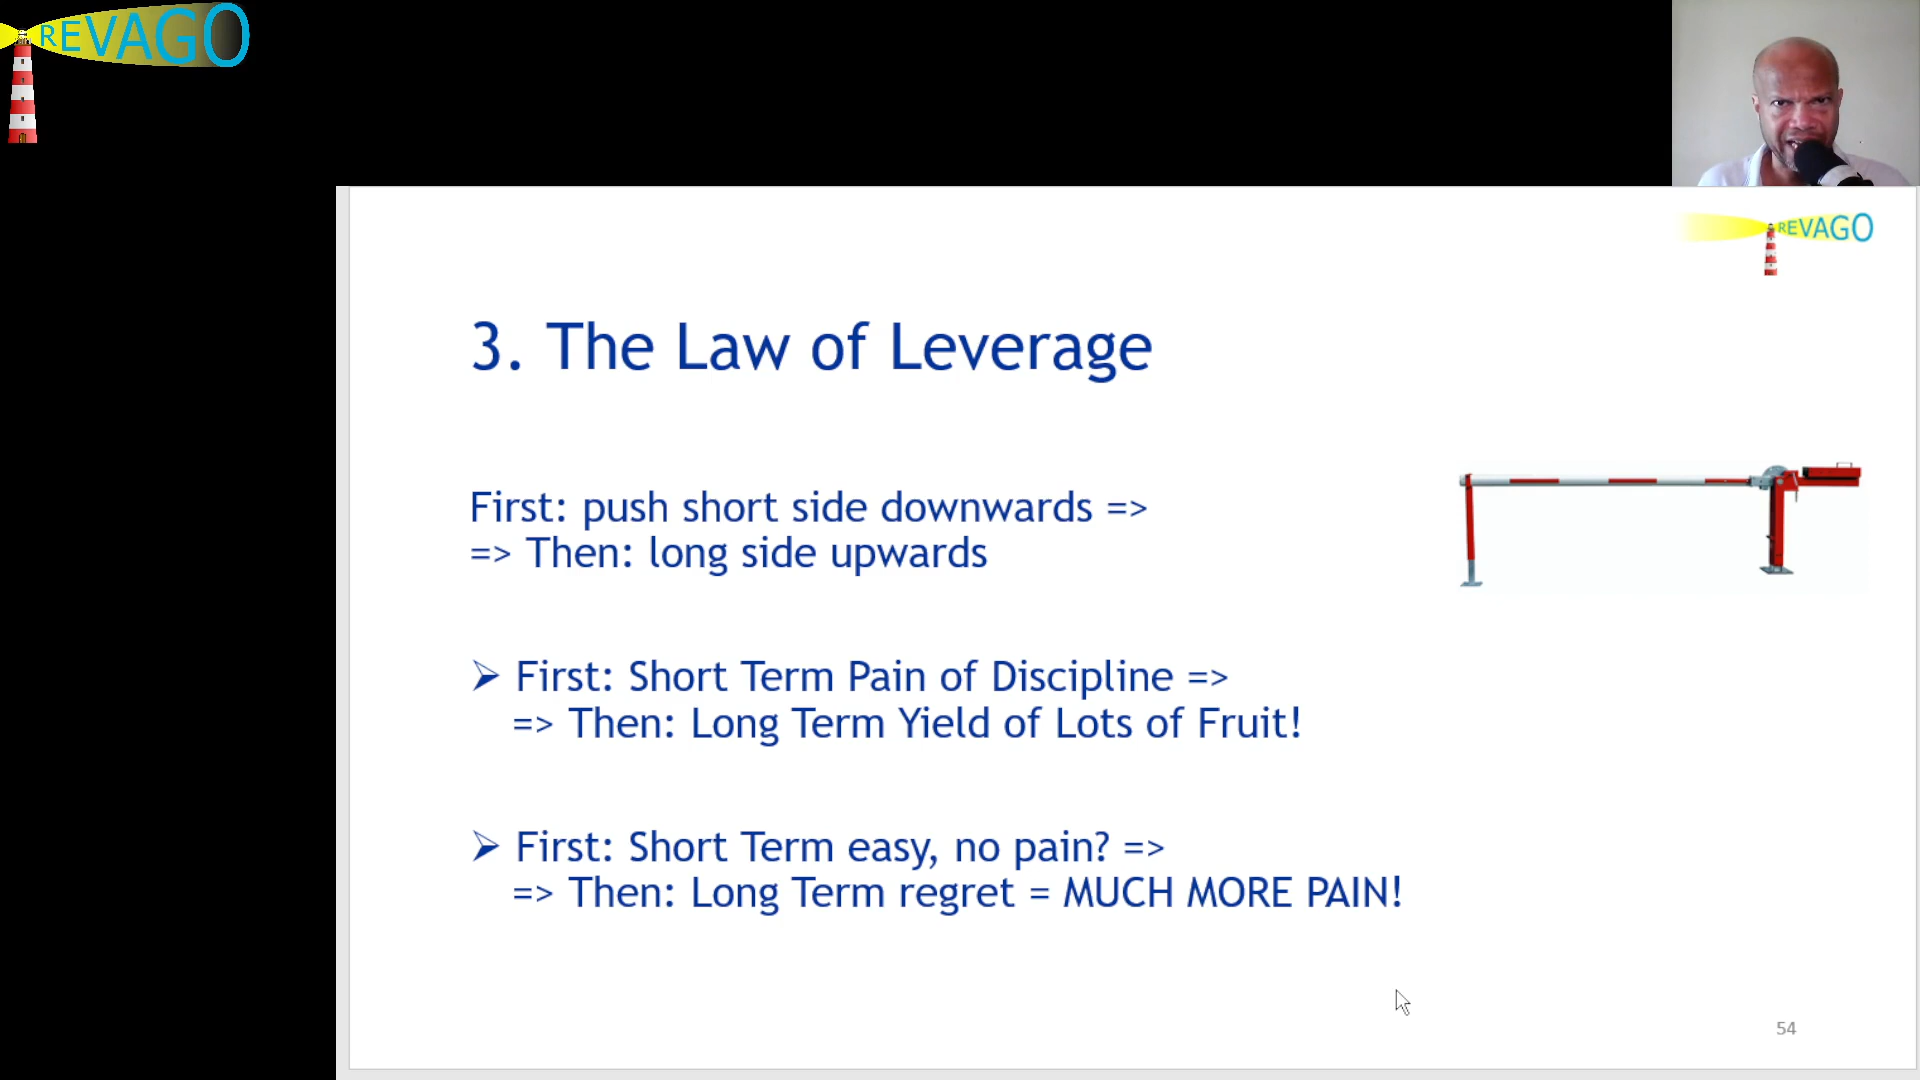 REVAGO
REVAGO
3. The Law of Leverage
First: push short side downwards =>
=> Then: long side upwards
➢ First: Short Term Pain of Discipline =>
=> Then: Long Term Yield of Lots of Fruit!
➢ First: Short Term easy, no pain? =>
=> Then: Long Term regret = MUCH MORE PAIN!
54